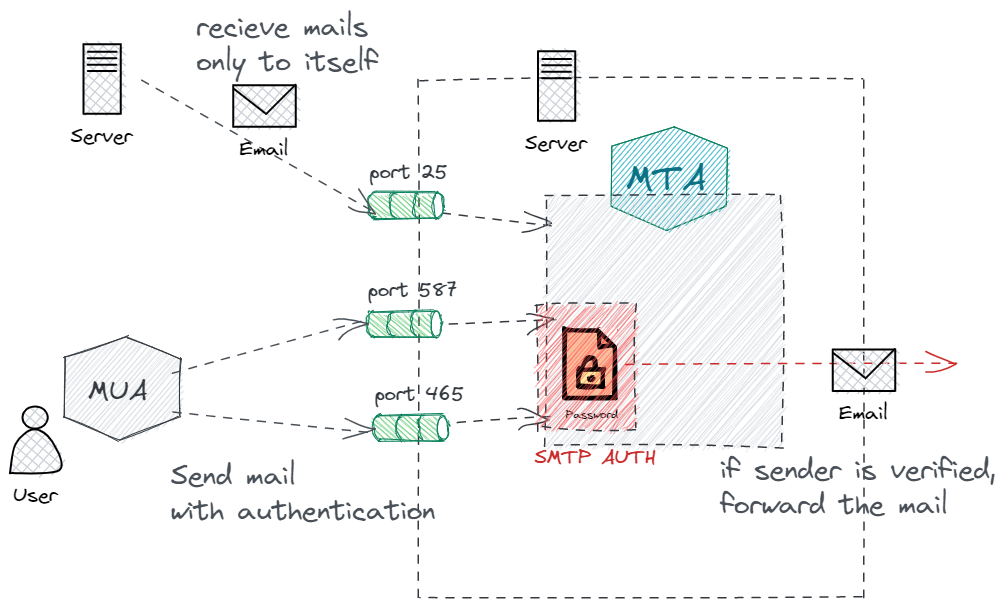 recieve mails
only to itself
Server
Email
Server
MTA
port 25
port 587
MUA
port 465
Password
Email
SMTP AUTH
User
Send mail
with authentication
if sender is verified,
forward the mail